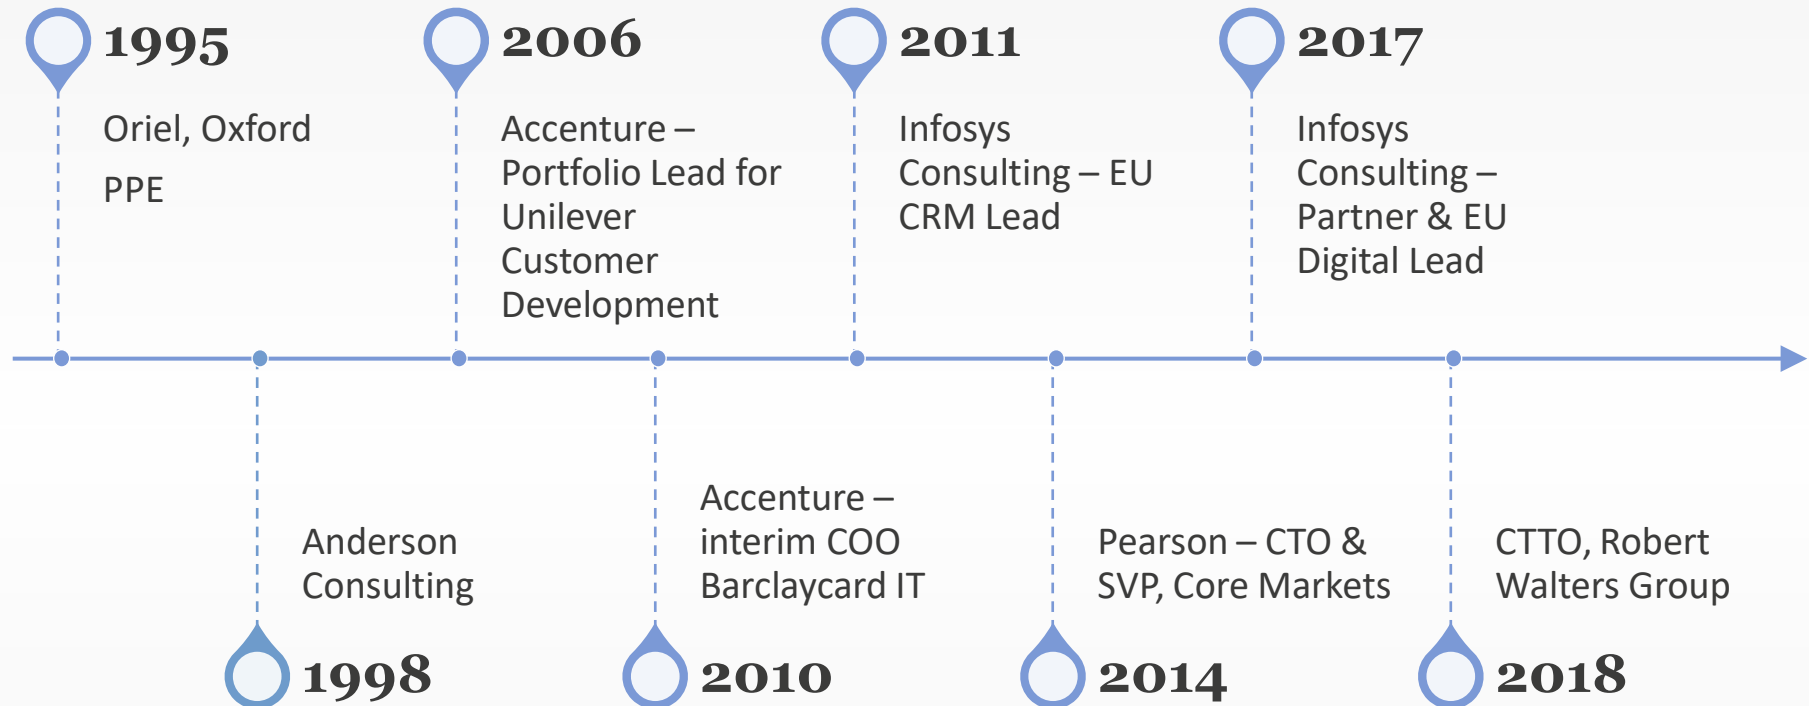 1995
Oriel, Oxford
PPE
1998
Anderson
Consulting
2006
Accenture –
Portfolio Lead for
Unilever
Customer
Development
2010
Accenture –
interim COO
Barclaycard IT
2011
Infosys
Consulting – EU
CRM Lead
2014
Pearson – CTO &
SVP, Core Markets
2017
Infosys
Consulting –
Partner & EU
Digital Lead
2018
CTTO, Robert
Walters Group